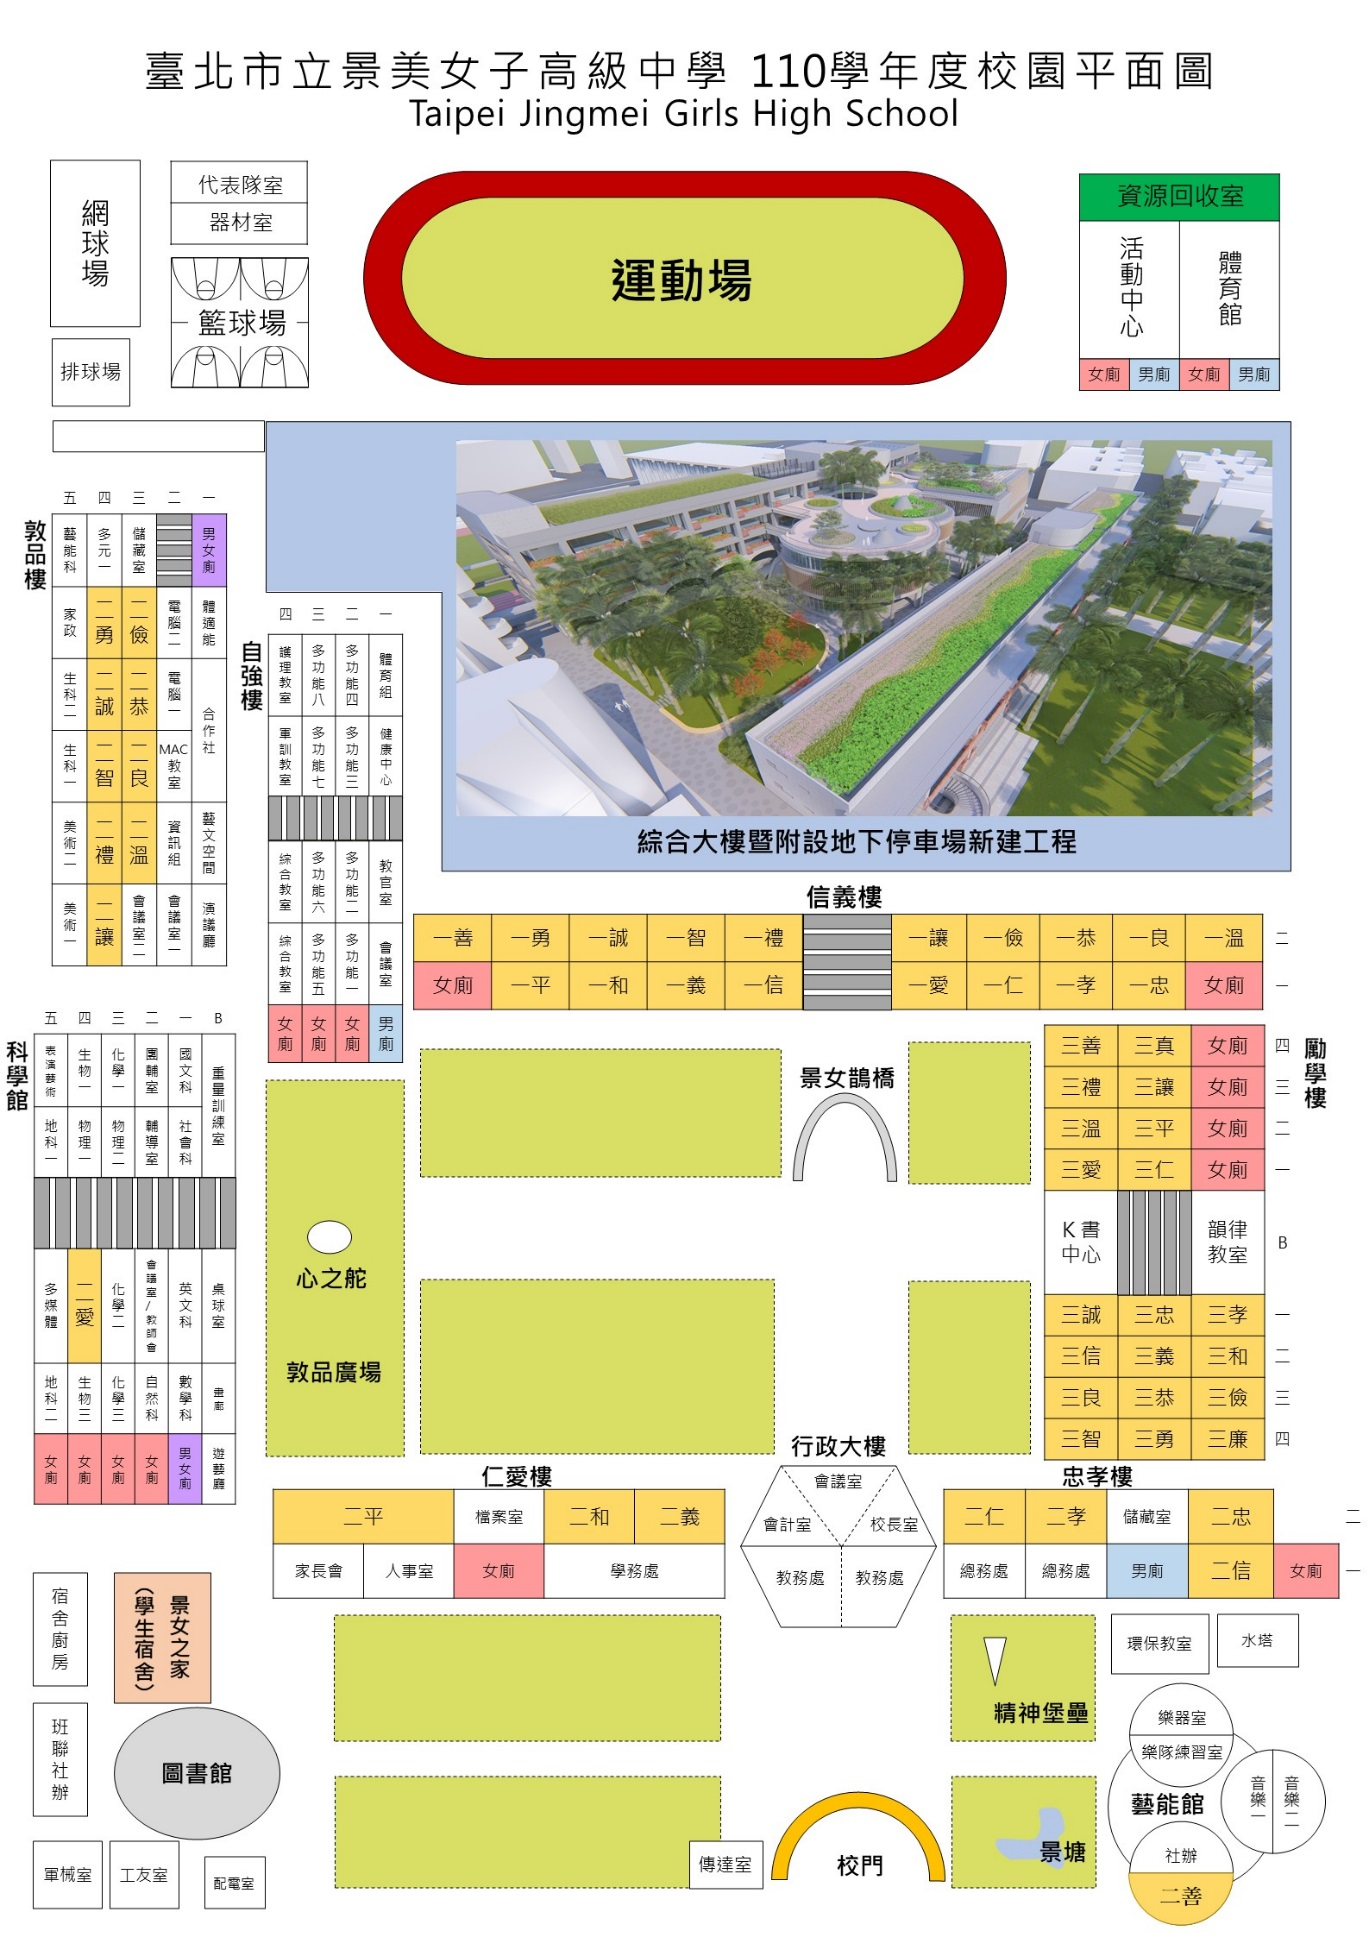 臺北市立景美女子高級中學 110學年度校園平面圖
Taipei Jingmei Girls High School
網球場
代表隊室
器材室
籃球場
排球場
運動場
資源回收室
活動中心
體育館
女廁 男廁 女廁 男廁
綜合大樓暨附設地下停車場新建工程
敦品樓
五 四 三 二 一
藝能科 多元一 儲藏室 男女廁
家政 二勇 二儉 電腦二 體適能
生科二 二誠 二恭 電腦一 合作社
生科一 二智 二良 MAC教室
美術二 二禮 二溫 資訊組 藝文空間
美術一 二讓 會議室二 會議室一 演議廳
自強樓
四 三 二 一
護理教室 多功能八 多功能四 體育組
軍訓教室 多功能七 多功能三 健康中心
綜合教室 多功能六 多功能二 教官室
綜合教室 多功能五 多功能一 會議室
女廁 女廁 女廁 男廁
信義樓
一善 一勇 一誠 一智 一禮 一讓 一儉 一恭 一良 一溫 二
女廁 一平 一和 一義 一信 一愛 一仁 一孝 一忠 女廁 一
科學館
五 四 三 二 一 B
表演藝術 生物一 化學一 團輔室 國文科 重量訓練室
地科一 物理一 物理二 輔導室 社會科
多媒體 二愛 化學二 會議室/教師會 英文科 桌球室
地科二 生物三 化學三 自然科 數學科 畫廊
女廁 女廁 女廁 女廁 男女廁 遊藝廳
心之舵
敦品廣場
景女鵲橋
勵學樓
三善 三真 女廁 四
三禮 三讓 女廁 三
三溫 三平 女廁 二
三愛 三仁 女廁 一
K書中心 韻律教室 B
三誠 三忠 三孝 一
三信 三義 三和 二
三良 三恭 三儉 三
三智 三勇 三廉 四
仁愛樓
二平 檔案室 二和 二義
家長會 人事室 女廁 學務處
行政大樓
會議室
會計室 校長室
教務處 教務處
忠孝樓
二仁 二孝 儲藏室 二忠 二
總務處 總務處 男廁 二信 女廁 一
宿舍廚房
景女之家
(學生宿舍)
班聯社辦
圖書館
軍械室
工友室
配電室
精神堡壘
環保教室
水塔
樂器室
樂隊練習室
藝能館
音樂一
音樂二
社辦
二善
景塘
傳達室
校門